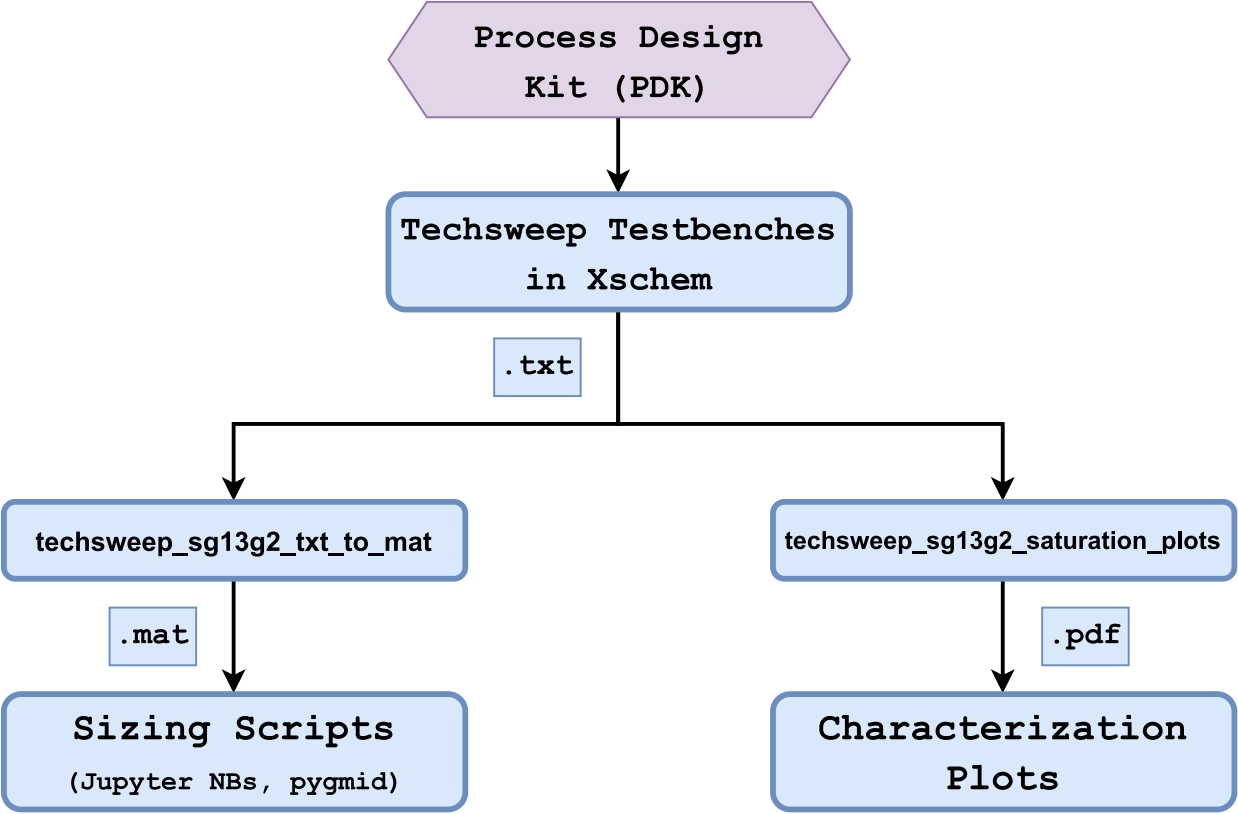 Process Design
Kit (PDK)
Techsweep Testbenches
in Xschem
.txt
techsweep_sg13g2_txt_to_mat
techsweep_sg13g2_saturation_plots
.mat
.pdf
Sizing Scripts
(Jupyter NBs, pygmid)
Characterization
Plots